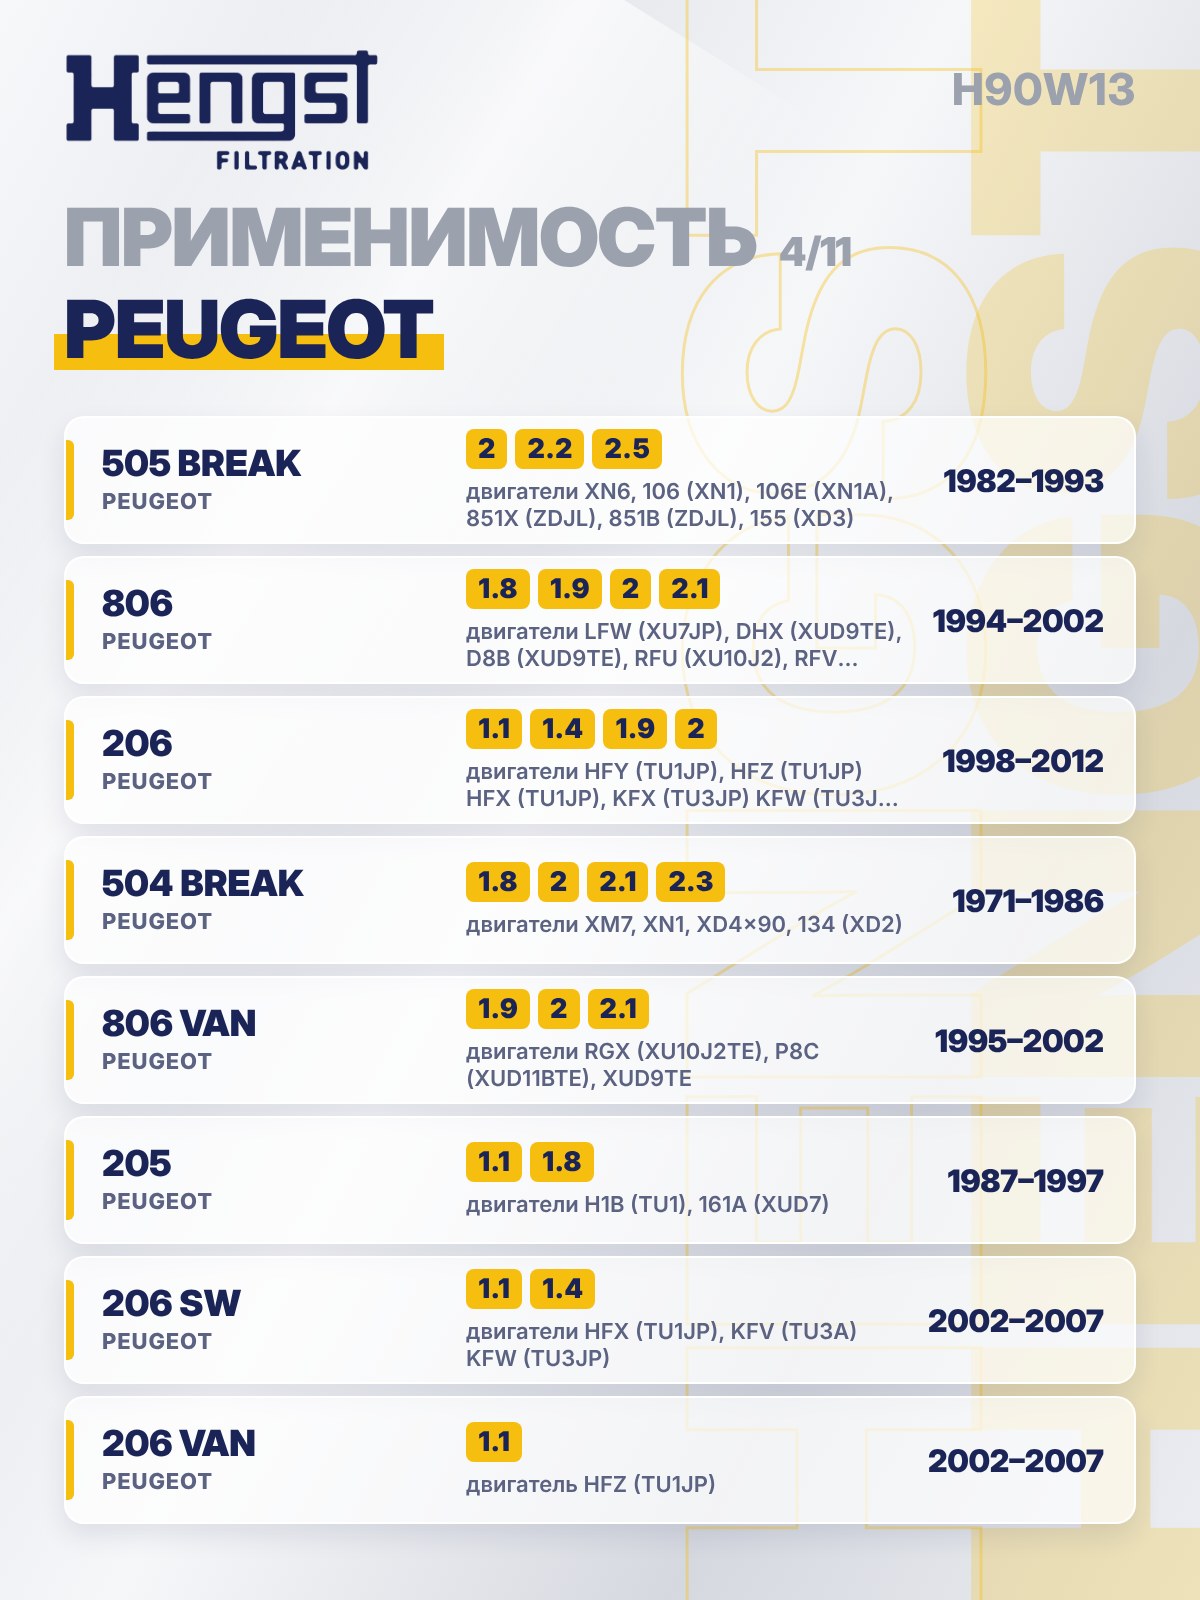 Hengst
FILTRATION
H90W13
ПРИМЕНИМОСТЬ 4/11
PEUGEOT
505 BREAK
PEUGEOT
2 2.2 2.5
двигатели XN6, 106 (XN1), 106E (XN1A),
851X (ZDJL), 851B (ZDJL), 155 (XD3)
1982–1993
806
PEUGEOT
1.8 1.9 2 2.1
двигатели LFW (XU7JP), DHX (XUD9TE),
D8B (XUD9TE), RFU (XU10J2), RFV...
1994–2002
206
PEUGEOT
1.1 1.4 1.9 2
двигатели HFY (TU1JP), HFZ (TU1JP)
HFX (TU1JP), KFX (TU3JP) KFW (TU3J...
1998–2012
504 BREAK
PEUGEOT
1.8 2 2.1 2.3
двигатели XM7, XN1, XD4×90, 134 (XD2)
1971–1986
806 VAN
PEUGEOT
1.9 2 2.1
двигатели RGX (XU10J2TE), P8C
(XUD11BTE), XUD9TE
1995–2002
205
PEUGEOT
1.1 1.8
двигатели H1B (TU1), 161A (XUD7)
1987–1997
206 SW
PEUGEOT
1.1 1.4
двигатели HFX (TU1JP), KFV (TU3A)
KFW (TU3JP)
2002–2007
206 VAN
PEUGEOT
1.1
двигатель HFZ (TU1JP)
2002–2007
HENGST
HENGST